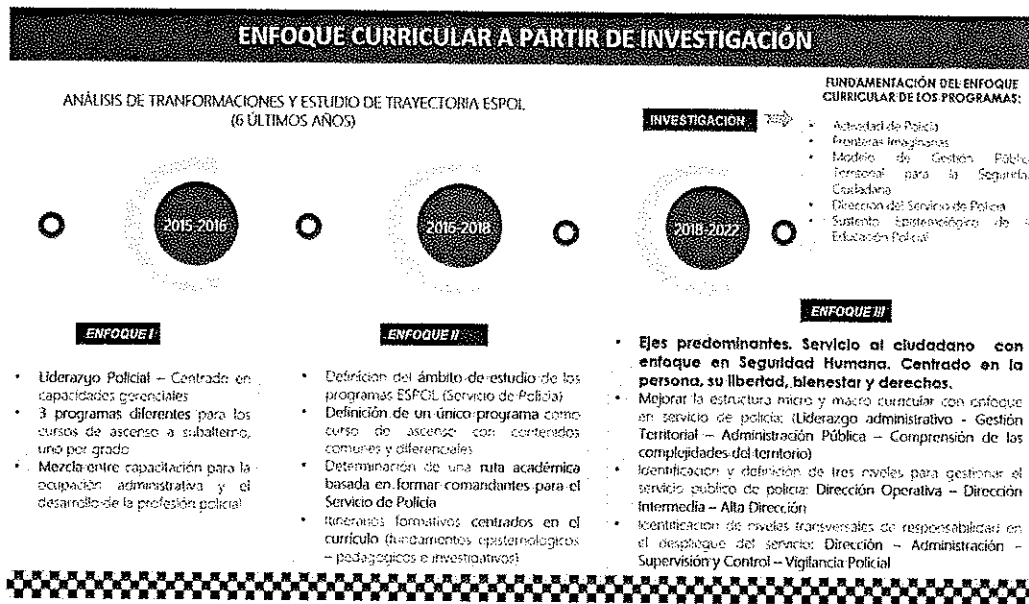 ENFOQUE CURRICULAR A PARTIR DE INVESTIGACIÓN
ANÁLISIS DE TRANFORMACIONES Y ESTUDIO DE TRAYECTORIA ESPOL
(6 ÚLTIMOS AÑOS)
INVESTIGACIÓN
FUNDAMENTACIÓN DEL ENFOQUE
CURRICULAR DE LOS PROGRAMAS:
• Actividad de Policía
• Fronteras Imaginarias
• Modelo de Gestión Públic
Territorial para la Segurida
Ciudadana
• Dirección del Servicio de Policía
• Sustento Epistemológico de
Educación Policial
2015-2016
2016-2018
2018-2022
ENFOQUE I
• Liderazgo Policial – Centrado en
capacidades gerenciales
• 3 programas diferentes para los
cursos de ascenso a subalterno,
uno por grado
• Mezcla entre capacitación para la
ocupación administrativa y el
desarrollo de la profesión policial
ENFOQUE II
• Definición del ámbito de estudio de los
programas ESPOL (Servicio de Policía)
• Definición de un único programa como
curso de ascenso con contenidos
comunes y diferenciales
• Determinación de una ruta académica
basada en formar comandantes para el
Servicio de Policía
• Itinerarios formativos centrados en el
currículo (fundamentos epistemológicos
– pedagógicos e investigativos)
ENFOQUE III
• Ejes predominantes. Servicio al ciudadano con
enfoque en Seguridad Humana. Centrado en la
persona, su libertad, bienestar y derechos.
• Mejorar la estructura micro y macro curricular con enfoque
en servicio de policía: (Liderazgo administrativo - Gestión
Territorial – Administración Pública – Comprensión de las
complejidades del territorio)
• Identificación y definición de tres niveles para gestionar el
servicio público de policía: Dirección Operativa – Dirección
Intermedia – Alta Dirección
• Identificación de niveles transversales de responsabilidad en
el despliegue del servicio: Dirección – Administración –
Supervisión y Control – Vigilancia Policial